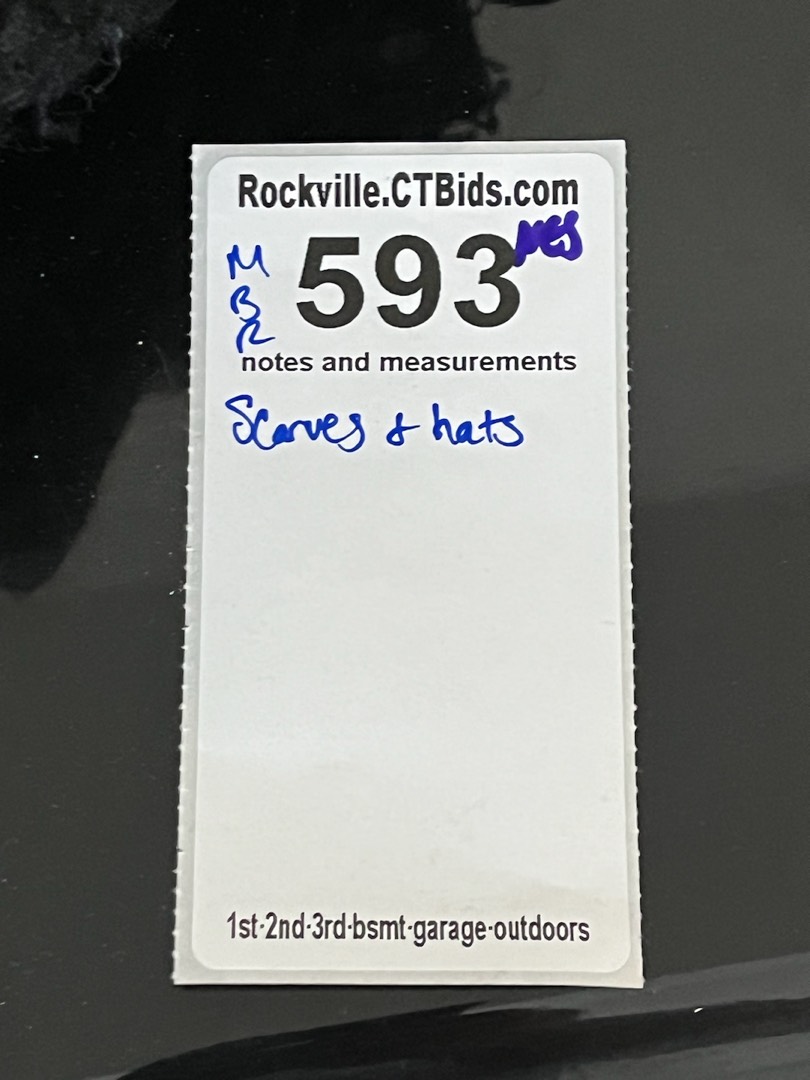 Rockville.CTBids.com
M
B
R
593
notes and measurements
Scarves & hats
1st-2nd-3rd-bsmt-garage-outdoors